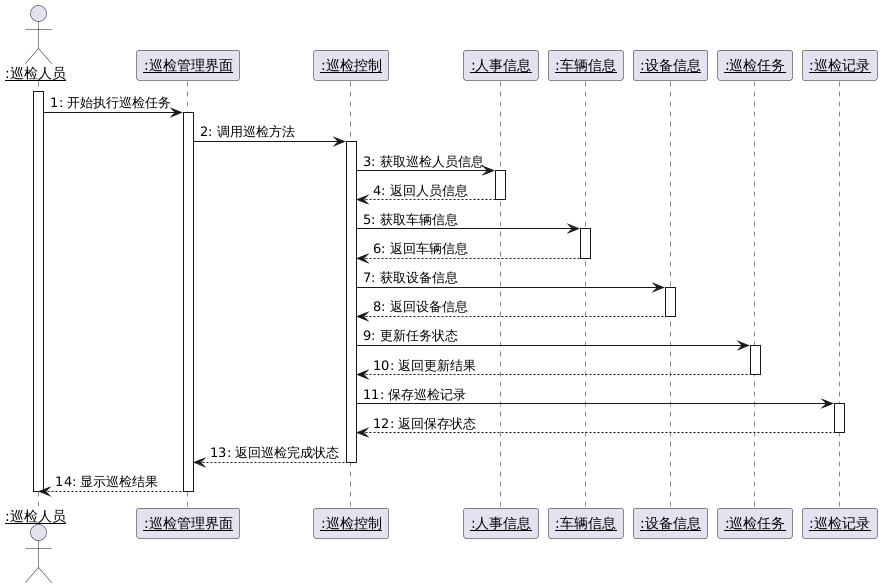 :巡检人员
:巡检管理界面
:巡检控制
:人事信息
:车辆信息
:设备信息
:巡检任务
:巡检记录
1: 开始执行巡检任务
2: 调用巡检方法
3: 获取巡检人员信息
4: 返回人员信息
5: 获取车辆信息
6: 返回车辆信息
7: 获取设备信息
8: 返回设备信息
9: 更新任务状态
10: 返回更新结果
11: 保存巡检记录
12: 返回保存状态
13: 返回巡检完成状态
14: 显示巡检结果
:巡检人员
:巡检管理界面
:巡检控制
:人事信息
:车辆信息
:设备信息
:巡检任务
:巡检记录